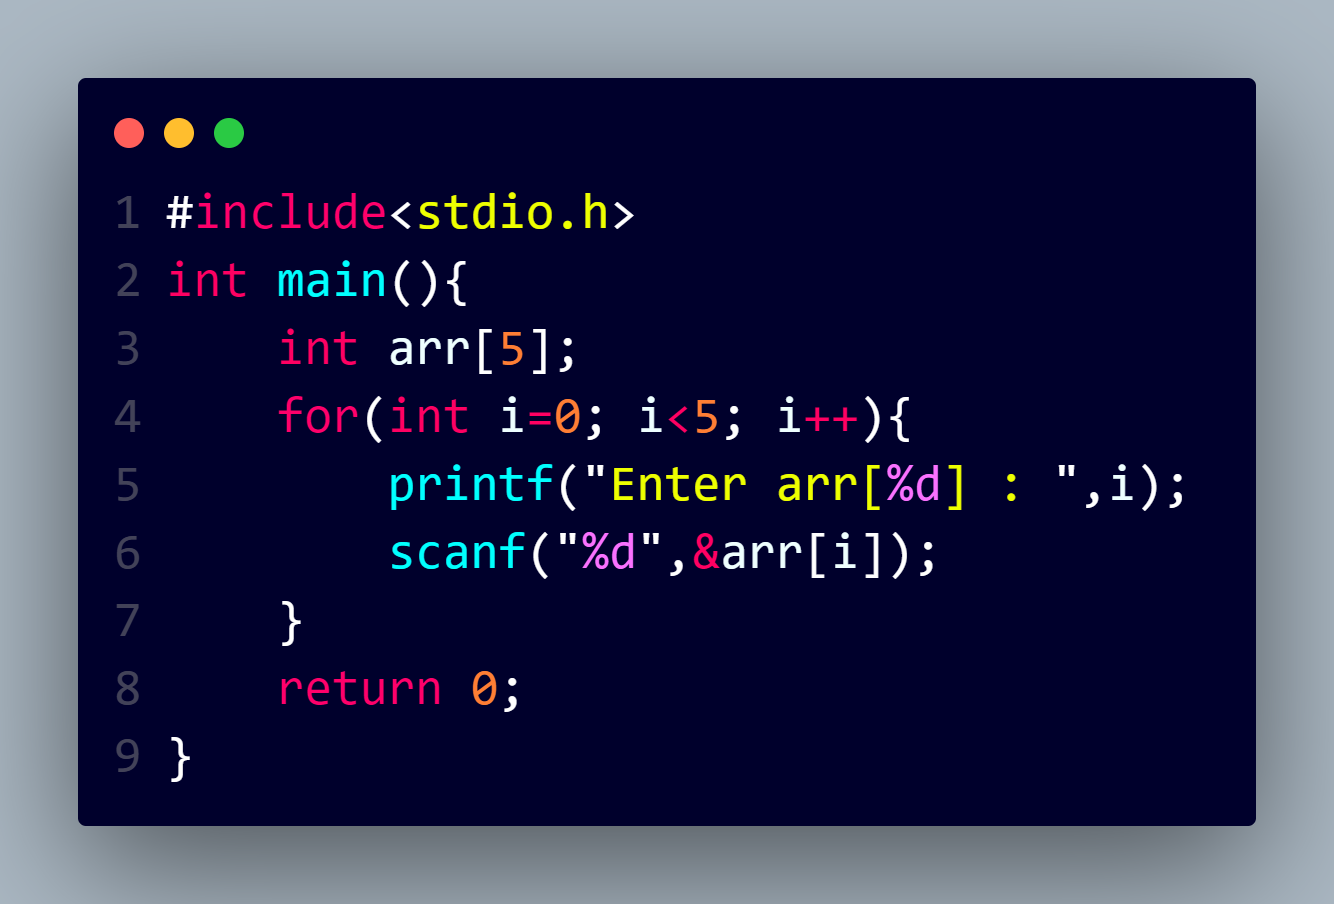 1 #include<stdio.h>
2 int main(){
3     int arr[5];
4     for(int i=0; i<5; i++){
5         printf("Enter arr[%d] : ",i);
6         scanf("%d",&arr[i]);
7     }
8     return 0;
9 }